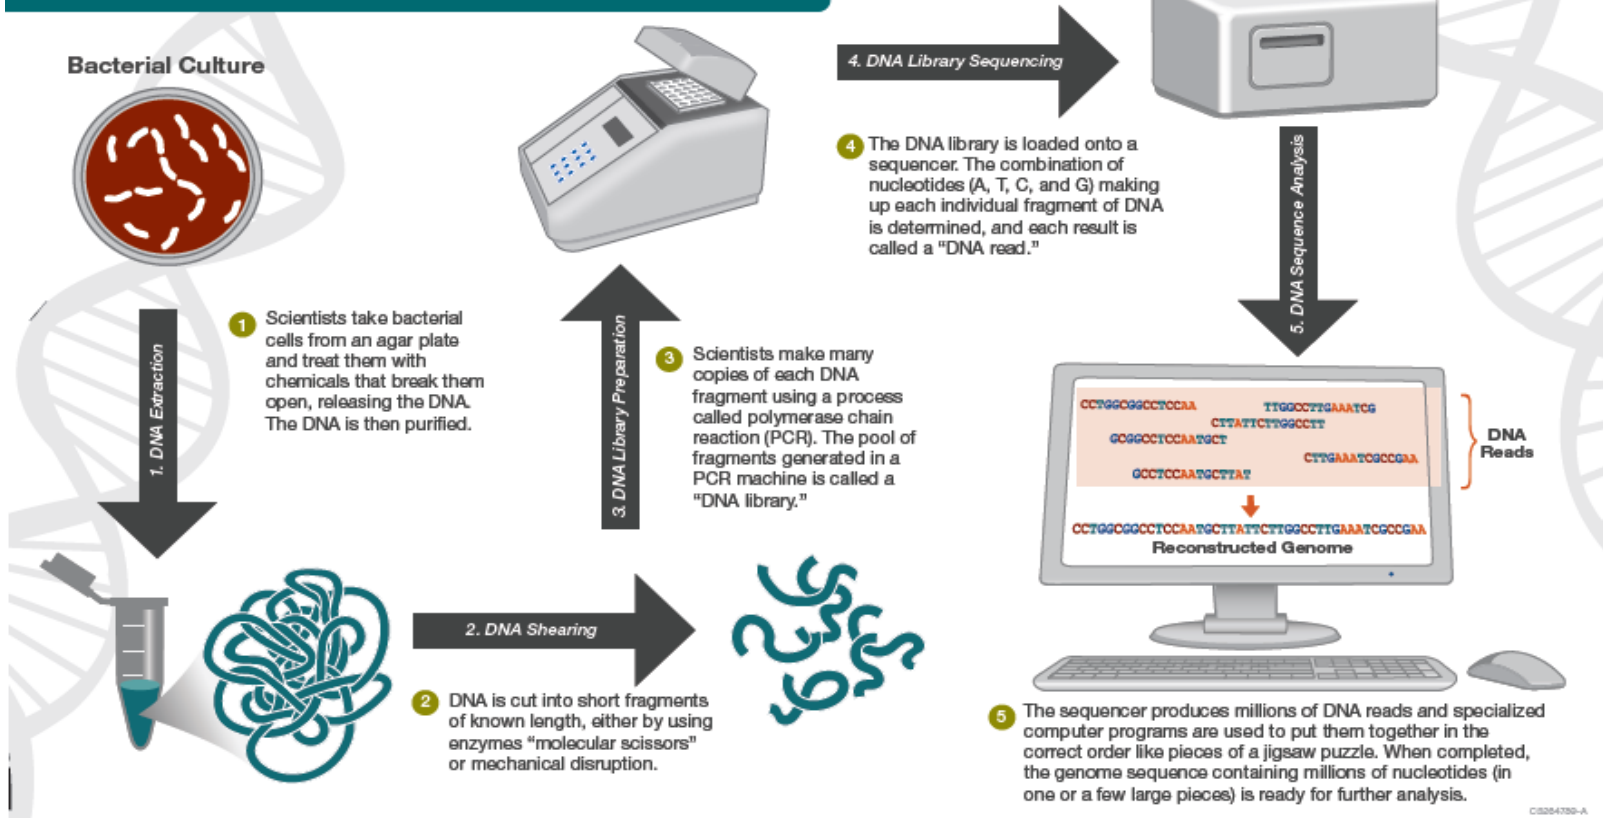 Bacterial Culture
1. DNA Extraction
1
Scientists take bacterial
cells from an agar plate
and treat them with
chemicals that break them
open, releasing the DNA.
The DNA is then purified.
2. DNA Shearing
2
DNA is cut into short fragments
of known length, either by using
enzymes “molecular scissors”
or mechanical disruption.
3. DNA Library Preparation
3
Scientists make many
copies of each DNA
fragment using a process
called polymerase chain
reaction (PCR). The pool of
fragments generated in a
PCR machine is called a
“DNA library.”
4. DNA Library Sequencing
4
The DNA library is loaded onto a
sequencer. The combination of
nucleotides (A, T, C, and G) making
up each individual fragment of DNA
is determined, and each result is
called a “DNA read.”
5. DNA Sequence Analysis
CCTGGCGGCCTCCAA
TTGGCCTTGAAATCG
CTTATTCTTGGCCTT
GCGGCCTCCAATGCT
CTTGAAATCGCCGAA
GCCTCCAATGCTTAT
DNA
Reads
CCTGGCGGCCTCCAATGCTTATTCTTGGCCTTGAAATCGCCGAA
Reconstructed Genome
5
The sequencer produces millions of DNA reads and specialized
computer programs are used to put them together in the
correct order like pieces of a jigsaw puzzle. When completed,
the genome sequence containing millions of nucleotides (in
one or a few large pieces) is ready for further analysis.
CS264789-A